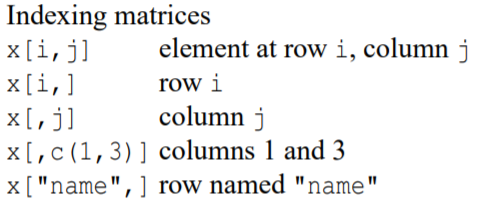 Indexing matrices
x[i,j] element at row i, column j
x[i,] row i
x[,j] column j
x[,c(1,3)] columns 1 and 3
x["name",] row named "name"